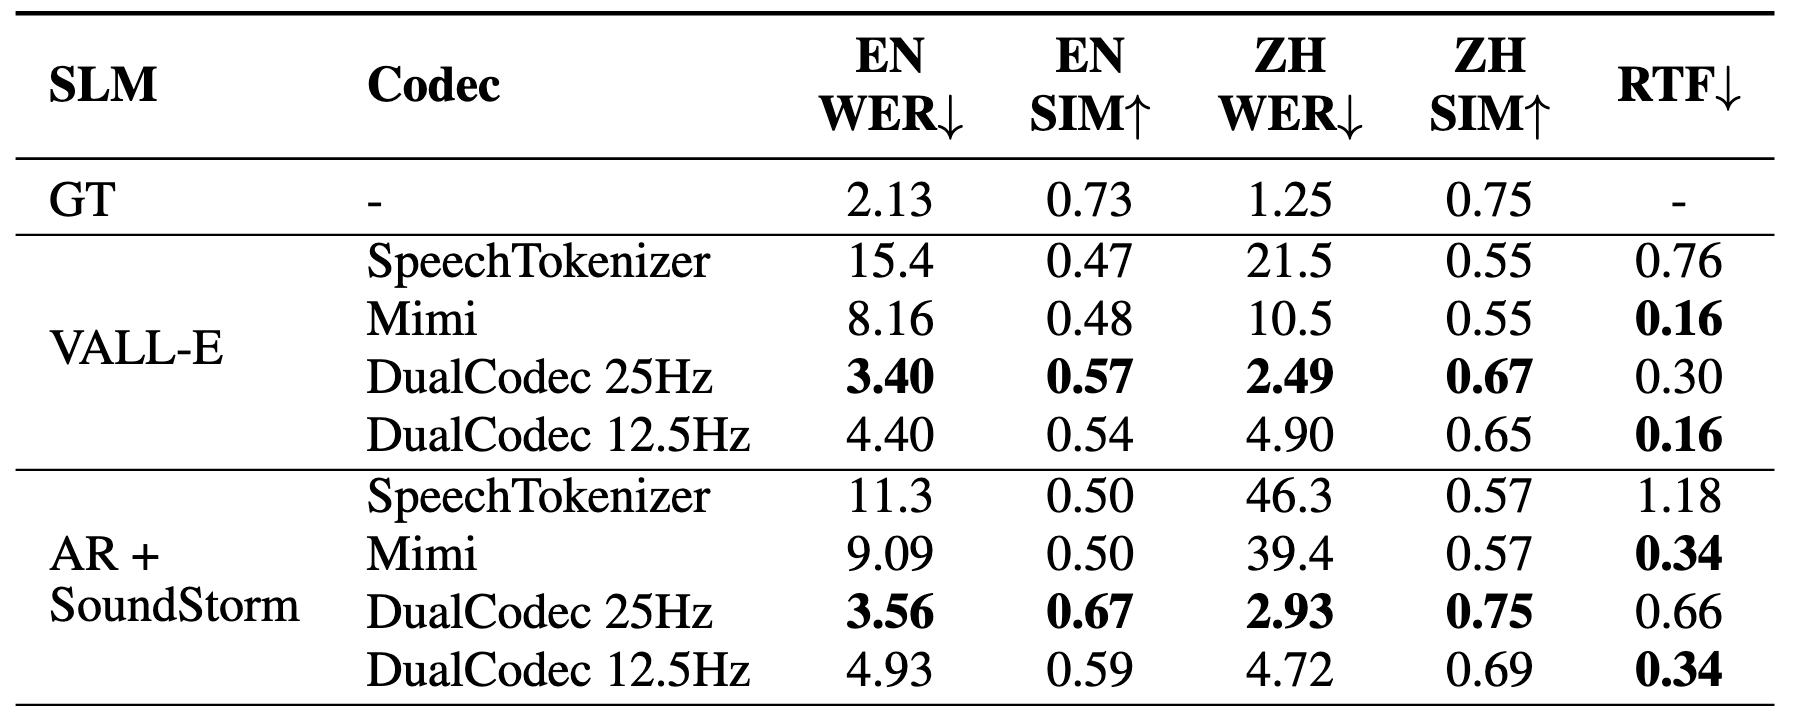 SLM Codec EN WER↓ EN SIM↑ ZH WER↓ ZH SIM↑ RTF↓
GT - 2.13 0.73 1.25 0.75 -
VALL-E
SpeechTokenizer 15.4 0.47 21.5 0.55 0.76
Mimi 8.16 0.48 10.5 0.55 0.16
DualCodec 25Hz 3.40 0.57 2.49 0.67 0.30
DualCodec 12.5Hz 4.40 0.54 4.90 0.65 0.16
AR + SoundStorm
SpeechTokenizer 11.3 0.50 46.3 0.57 1.18
Mimi 9.09 0.50 39.4 0.57 0.34
DualCodec 25Hz 3.56 0.67 2.93 0.75 0.66
DualCodec 12.5Hz 4.93 0.59 4.72 0.69 0.34